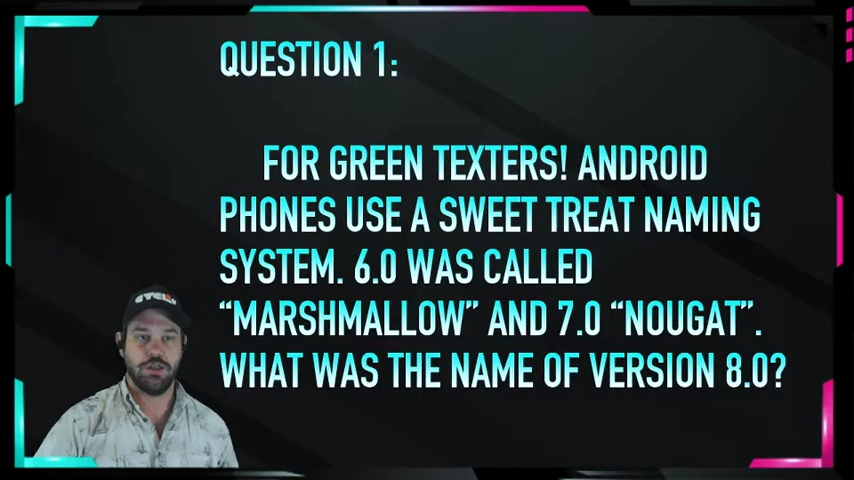 QUESTION 1:
FOR GREEN TEXTERS! ANDROID
PHONES USE A SWEET TREAT NAMING
SYSTEM. 6.0 WAS CALLED
“MARSHMALLOW” AND 7.0 “NOUGAT”.
WHAT WAS THE NAME OF VERSION 8.0?